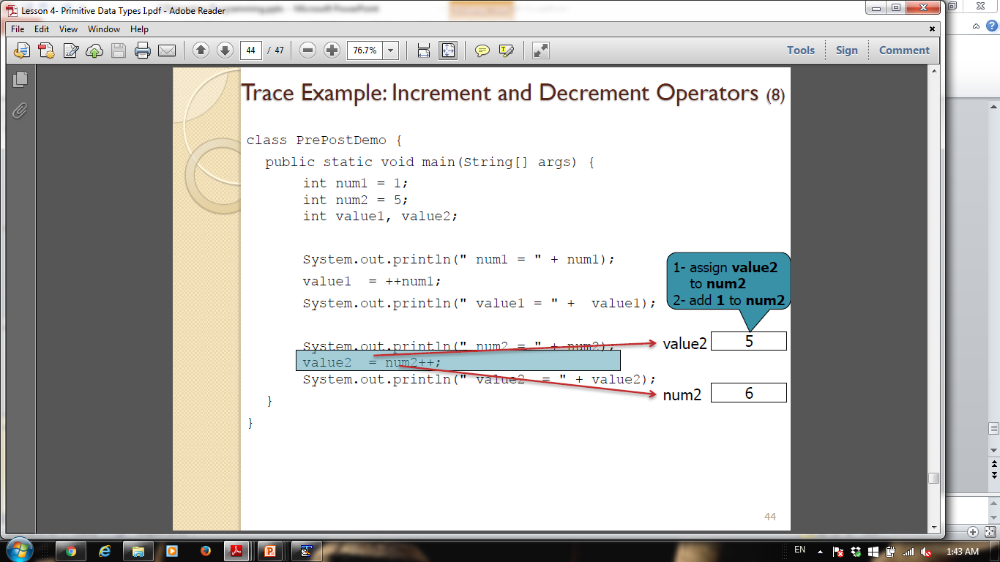 Lesson 4- Primitive Data Types I.pdf - Adobe Reader
File Edit View Window Help
44 / 47 76.7% Tools Sign Comment
Trace Example: Increment and Decrement Operators (8)
class PrePostDemo {
public static void main(String[] args) {
int num1 = 1;
int num2 = 5;
int value1, value2;
System.out.println(" num1 = " + num1);
value1 = ++num1;
System.out.println(" value1 = " + value1);
1- assign value2
to num2
2- add 1 to num2
System.out.println(" num2 = " + num2);
value2 5
value2 = num2++;
System.out.println(" value2 = " + value2);
num2 6
}
}
44
EN 1:43 AM